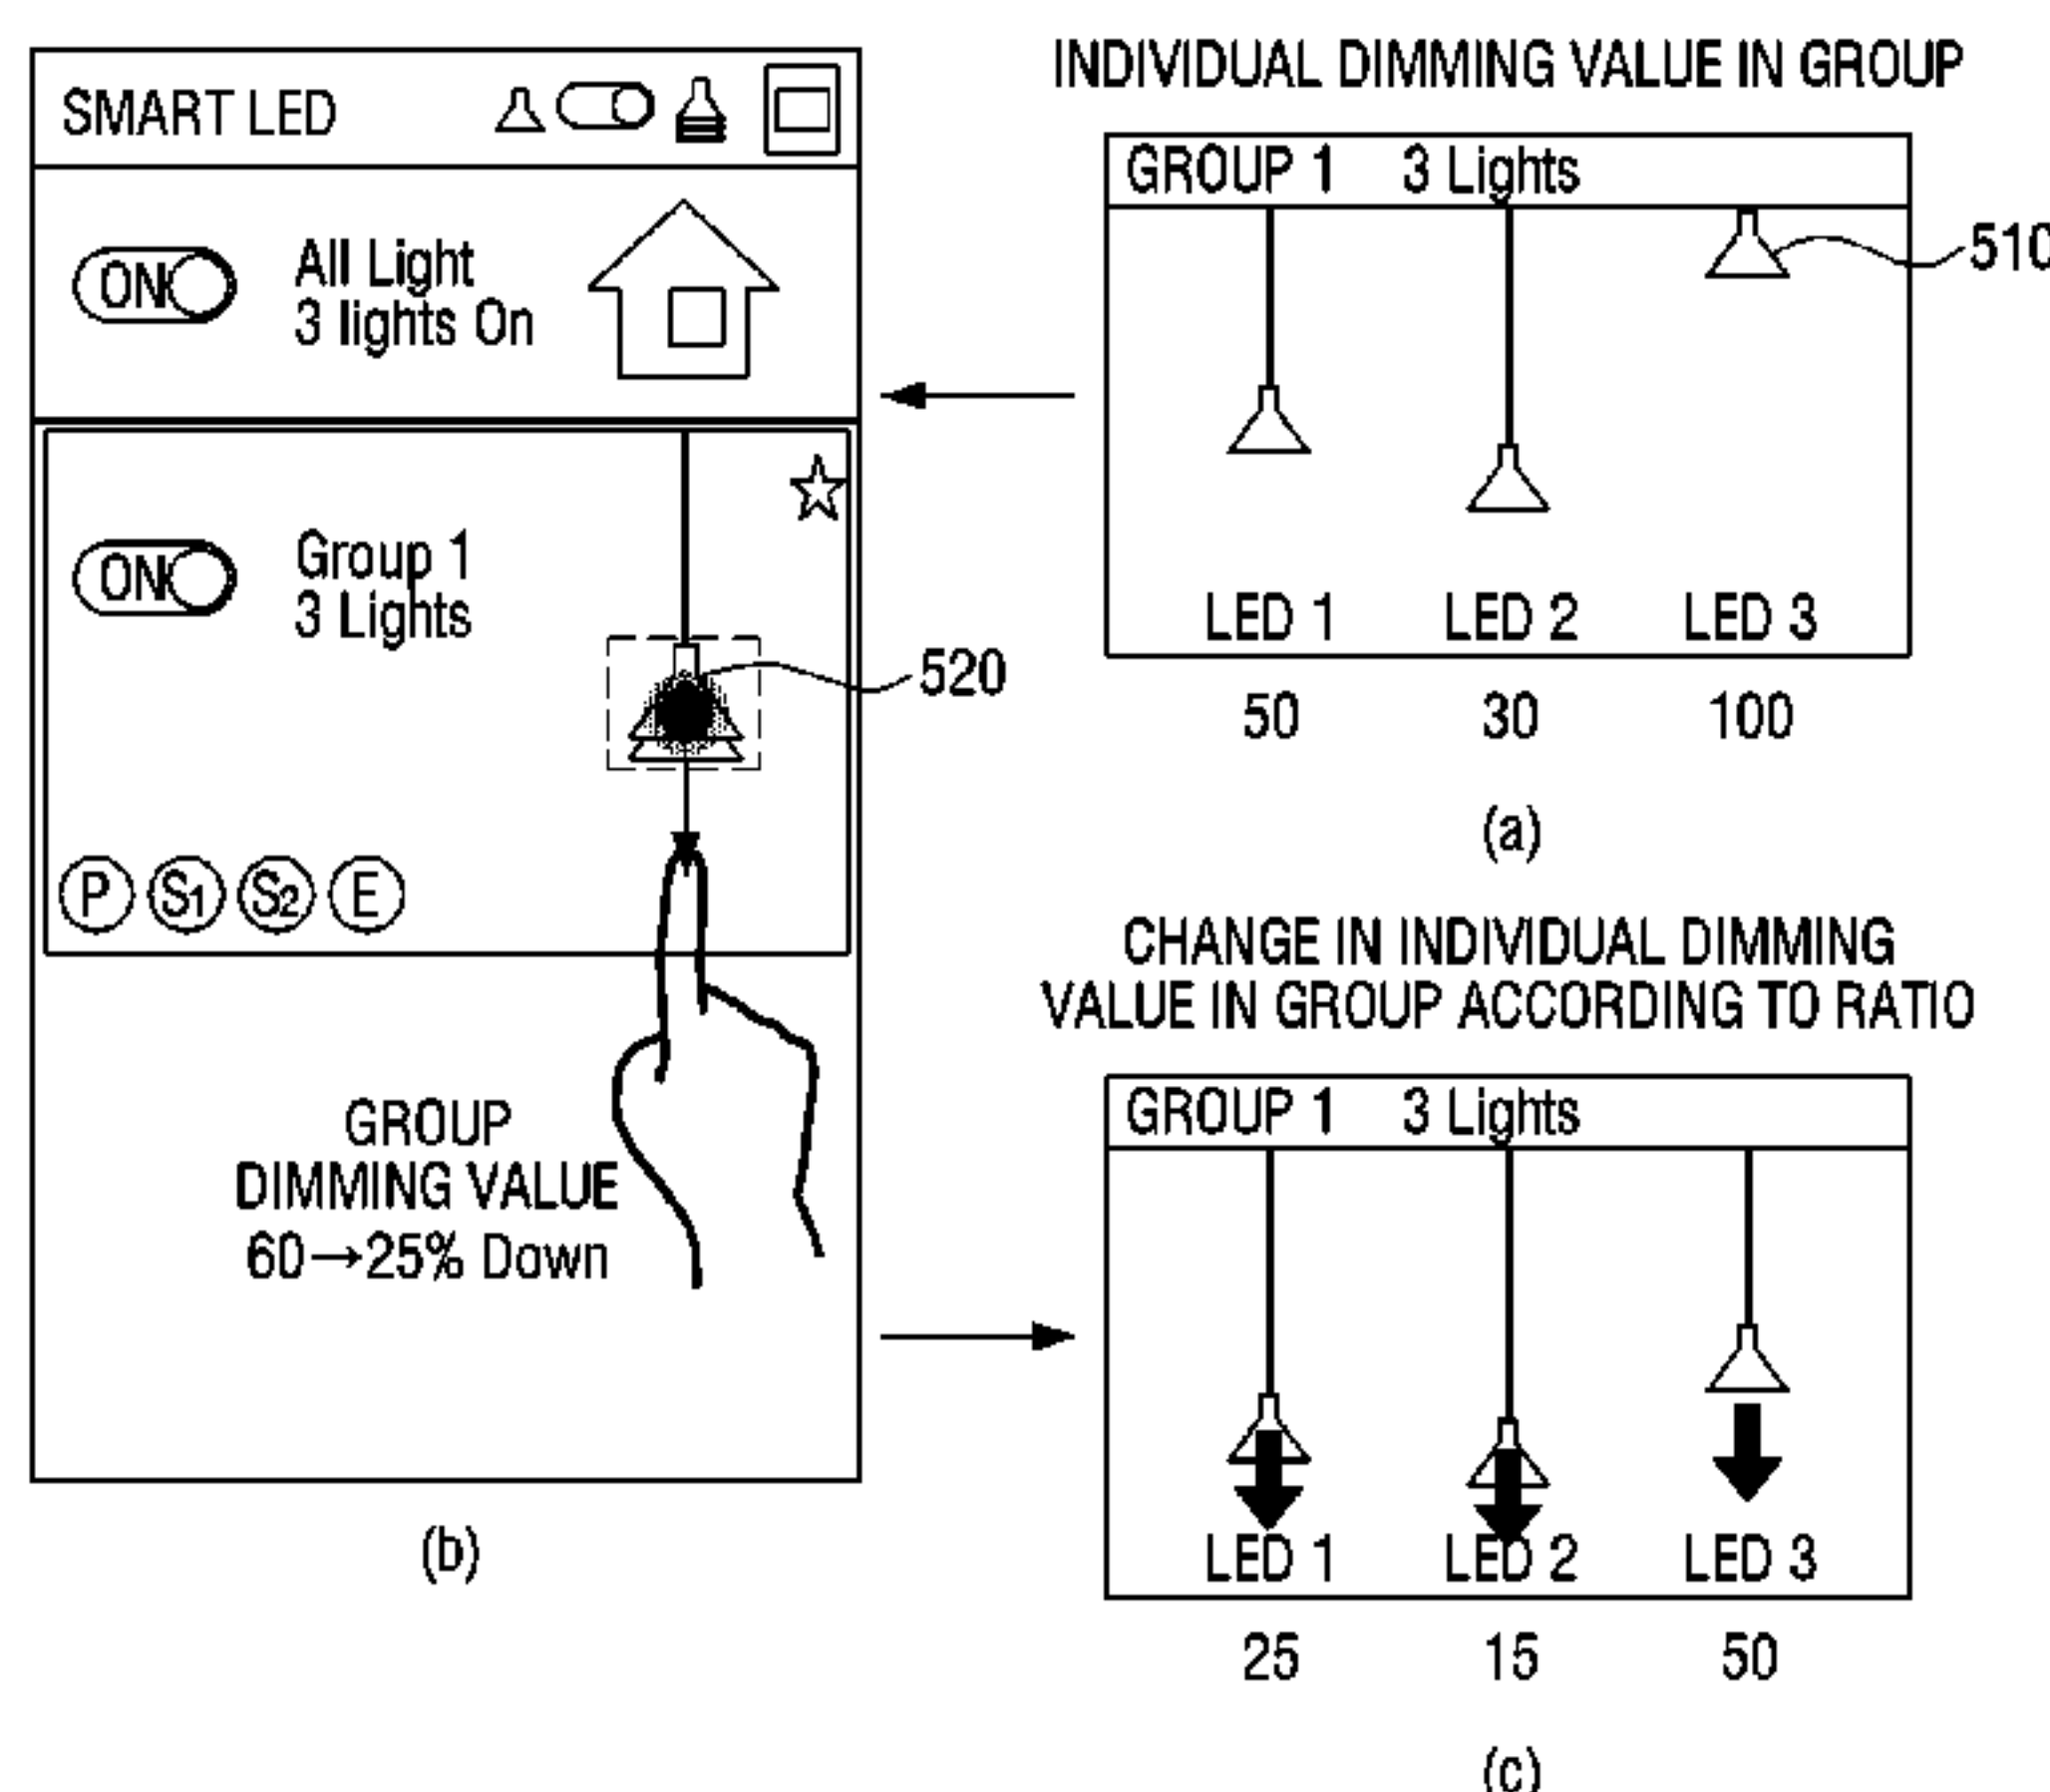 SMART LED
ON
All Light
3 lights On
ON
Group 1
3 Lights
520
P S1 S2 E
GROUP
DIMMING VALUE
60→25% Down
(b)
INDIVIDUAL DIMMING VALUE IN GROUP
GROUP 1 3 Lights
510
LED 1 LED 2 LED 3
50 30 100
(a)
CHANGE IN INDIVIDUAL DIMMING
VALUE IN GROUP ACCORDING TO RATIO
GROUP 1 3 Lights
LED 1 LED 2 LED 3
25 15 50
(c)